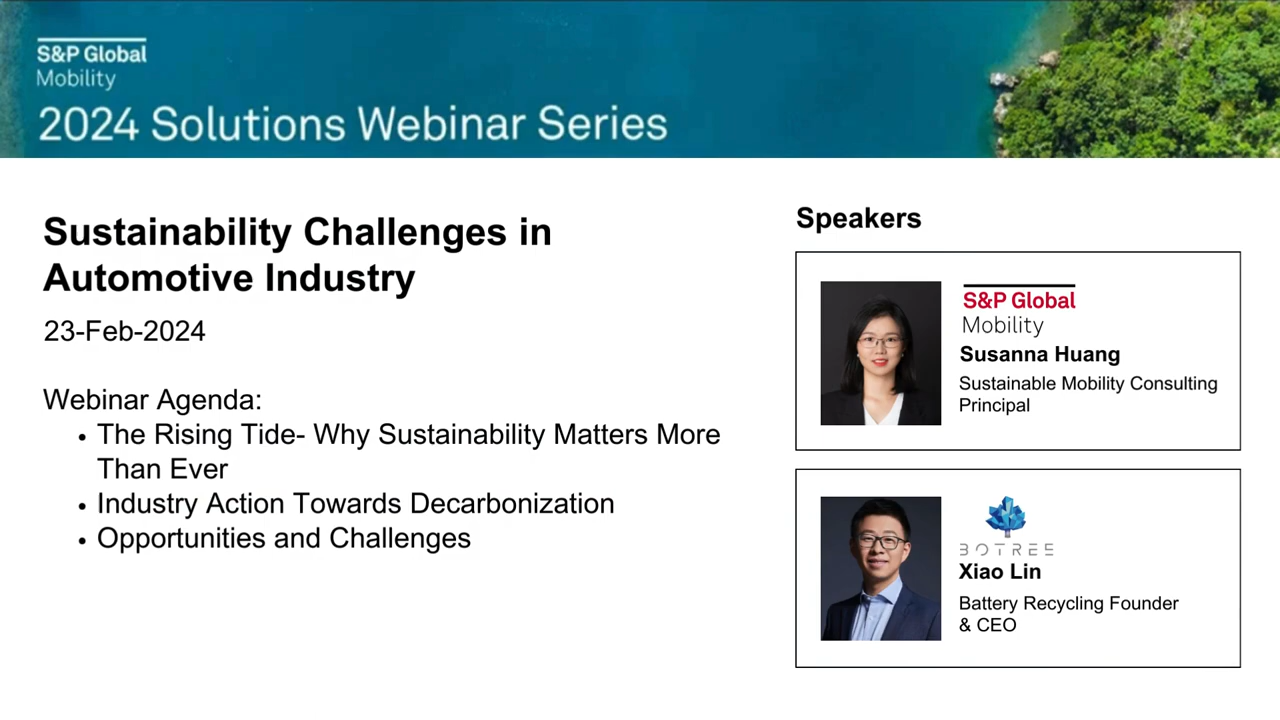 S&P Global
Mobility
2024 Solutions Webinar Series
Sustainability Challenges in
Automotive Industry
23-Feb-2024
Webinar Agenda:
• The Rising Tide- Why Sustainability Matters More
Than Ever
• Industry Action Towards Decarbonization
• Opportunities and Challenges
Speakers
S&P Global
Mobility
Susanna Huang
Sustainable Mobility Consulting
Principal
BOTREE
Xiao Lin
Battery Recycling Founder
& CEO